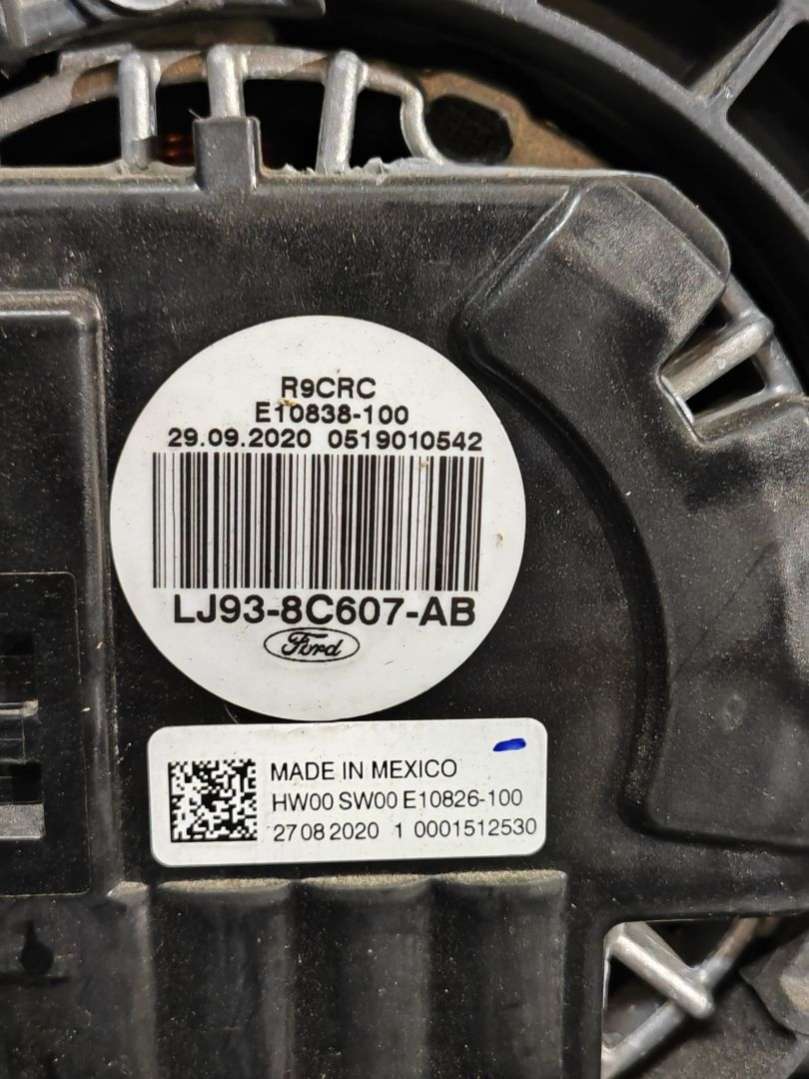 R9CRC
E10838-100
29.09.2020 0519010542
LJ93-8C607-AB
Ford
MADE IN MEXICO
HW00 SW00 E10826-100
27 08 2020 1 0001512530